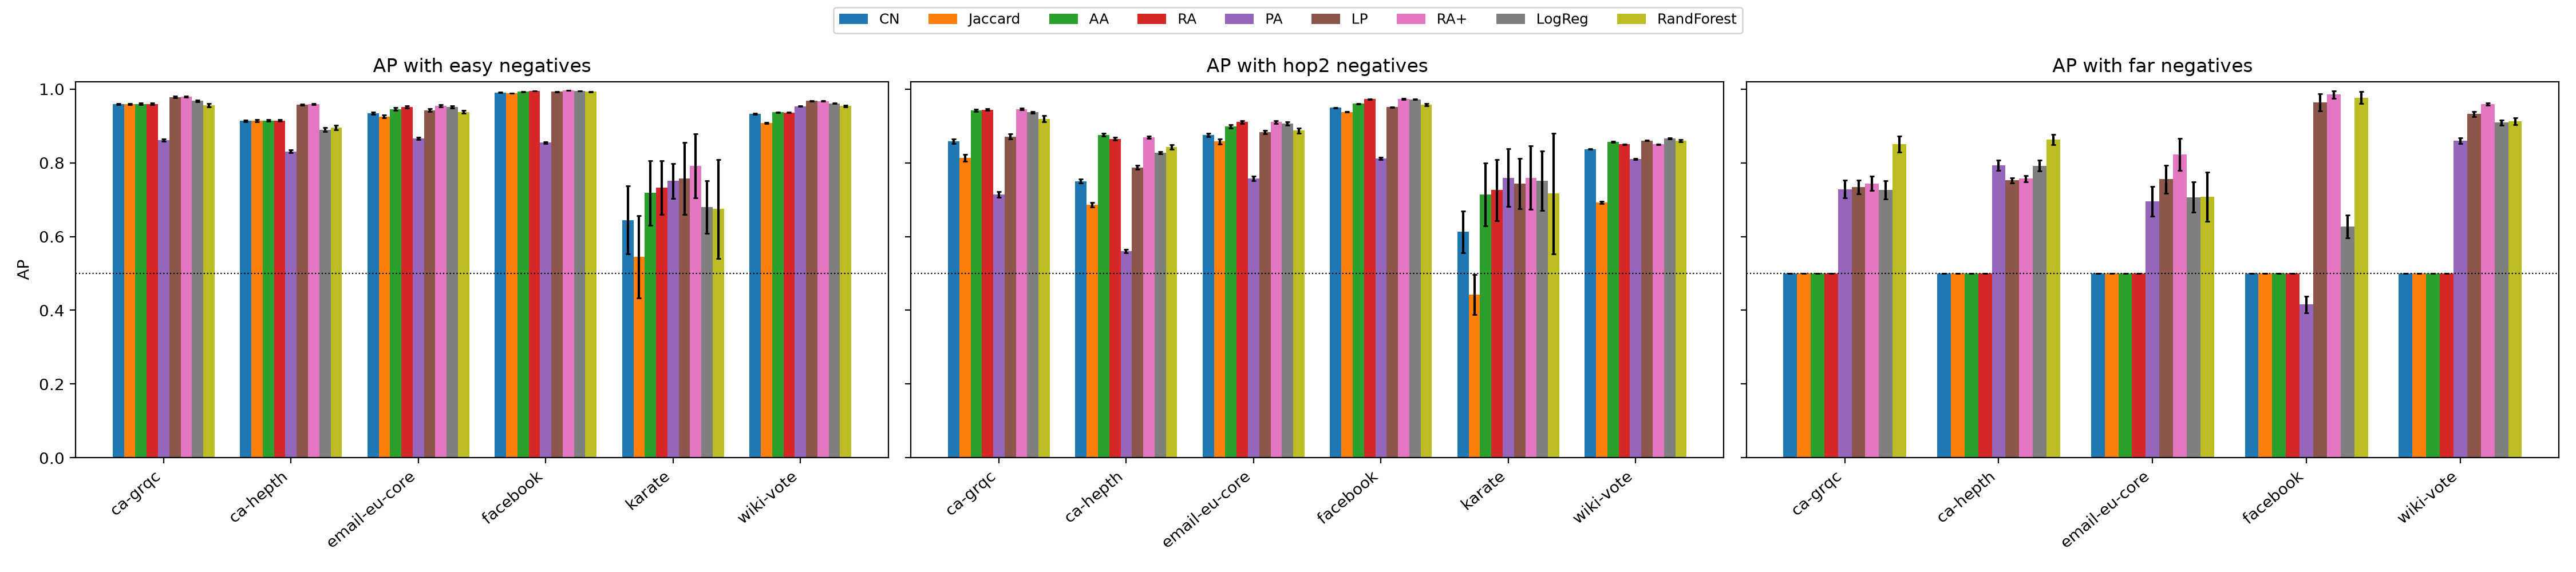 CN Jaccard AA RA PA LP RA+ LogReg RandForest
AP with easy negatives
AP
1.0
0.8
0.6
0.4
0.2
0.0
ca-grqc
ca-hepth
email-eu-core
facebook
karate
wiki-vote
AP with hop2 negatives
ca-grqc
ca-hepth
email-eu-core
facebook
karate
wiki-vote
AP with far negatives
ca-grqc
ca-hepth
email-eu-core
facebook
wiki-vote